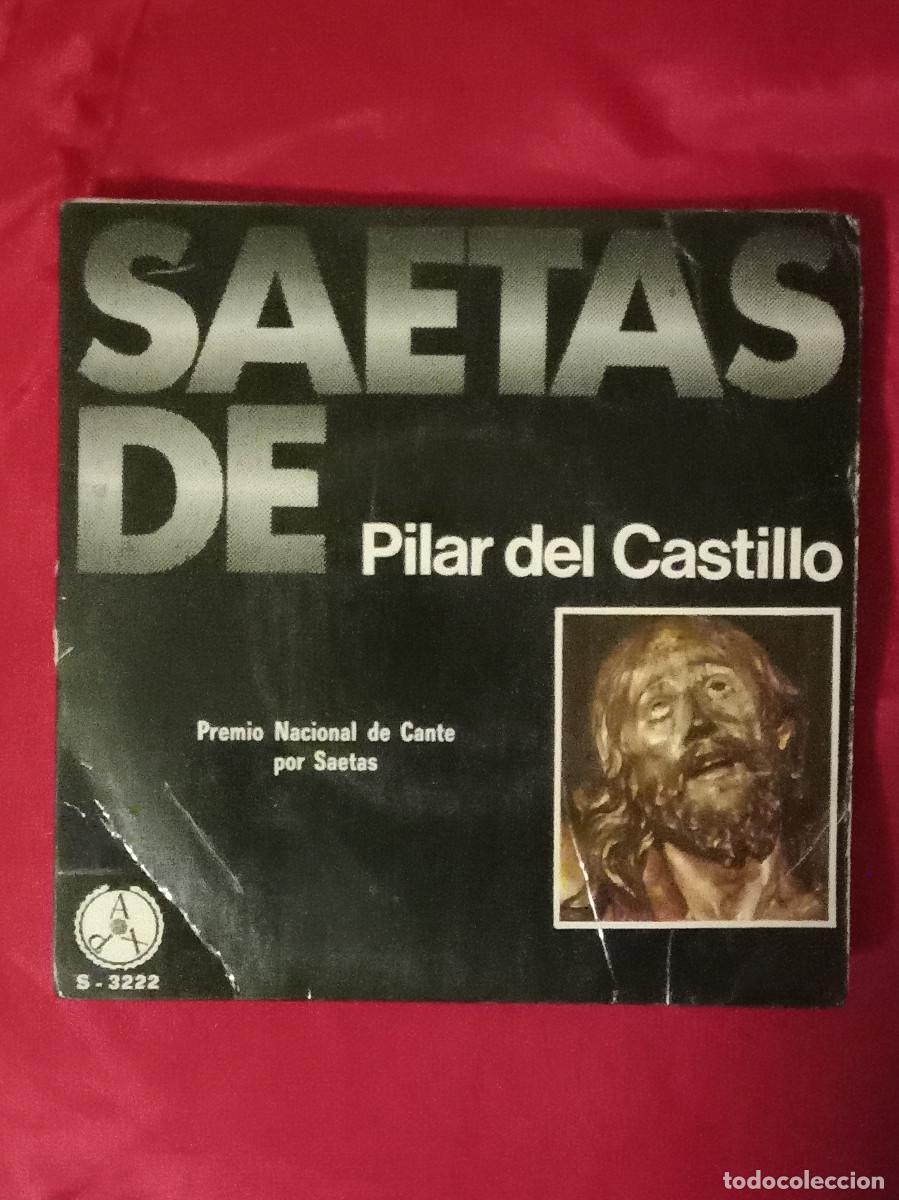 SAETAS
DE
Pilar del Castillo
Premio Nacional de Cante
por Saetas
A
P X
S - 3222
todocoleccion